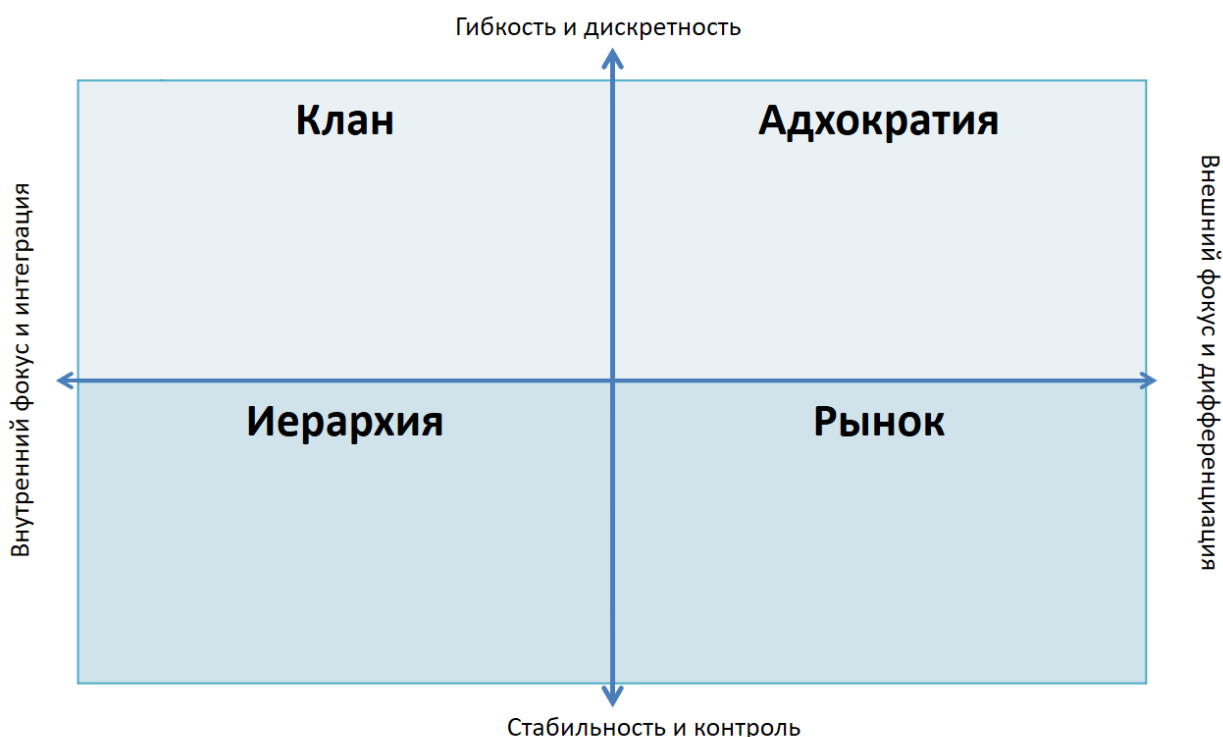 Гибкость и дискретность
Клан
Адхократия
Внутренний фокус и интеграция
Внешний фокус и дифференциация
Иерархия
Рынок
Стабильность и контроль